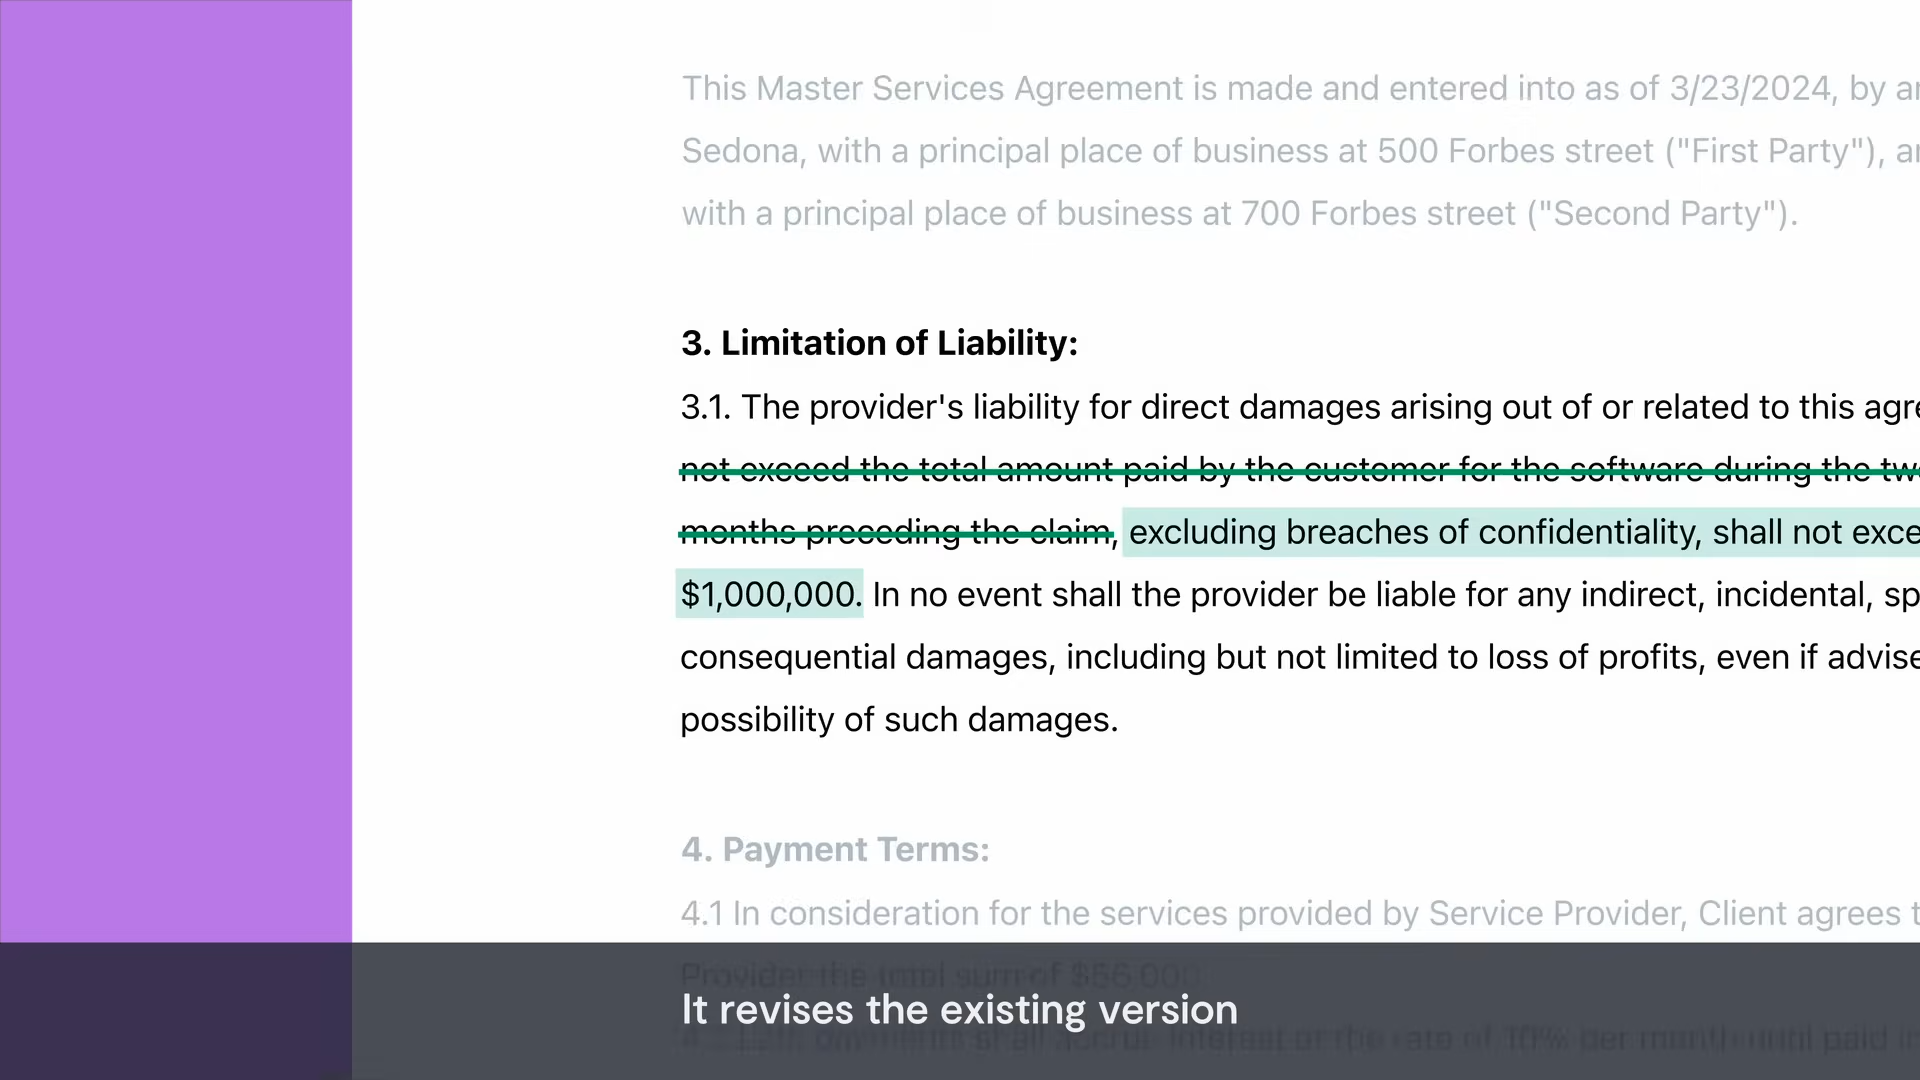 This Master Services Agreement is made and entered into as of 3/23/2024, by
Sedona, with a principal place of business at 500 Forbes street ("First Party"),
with a principal place of business at 700 Forbes street ("Second Party").
3. Limitation of Liability:
3.1. The provider's liability for direct damages arising out of or related to this
not exceed the total amount paid by the customer for the software during the
months preceding the claim, excluding breaches of confidentiality, shall not
$1,000,000. In no event shall the provider be liable for any indirect, incidental,
consequential damages, including but not limited to loss of profits, even if
possibility of such damages.
4. Payment Terms:
4.1 In consideration for the services provided by Service Provider, Client agrees
Provider the total sum of $56,000
It revises the existing version